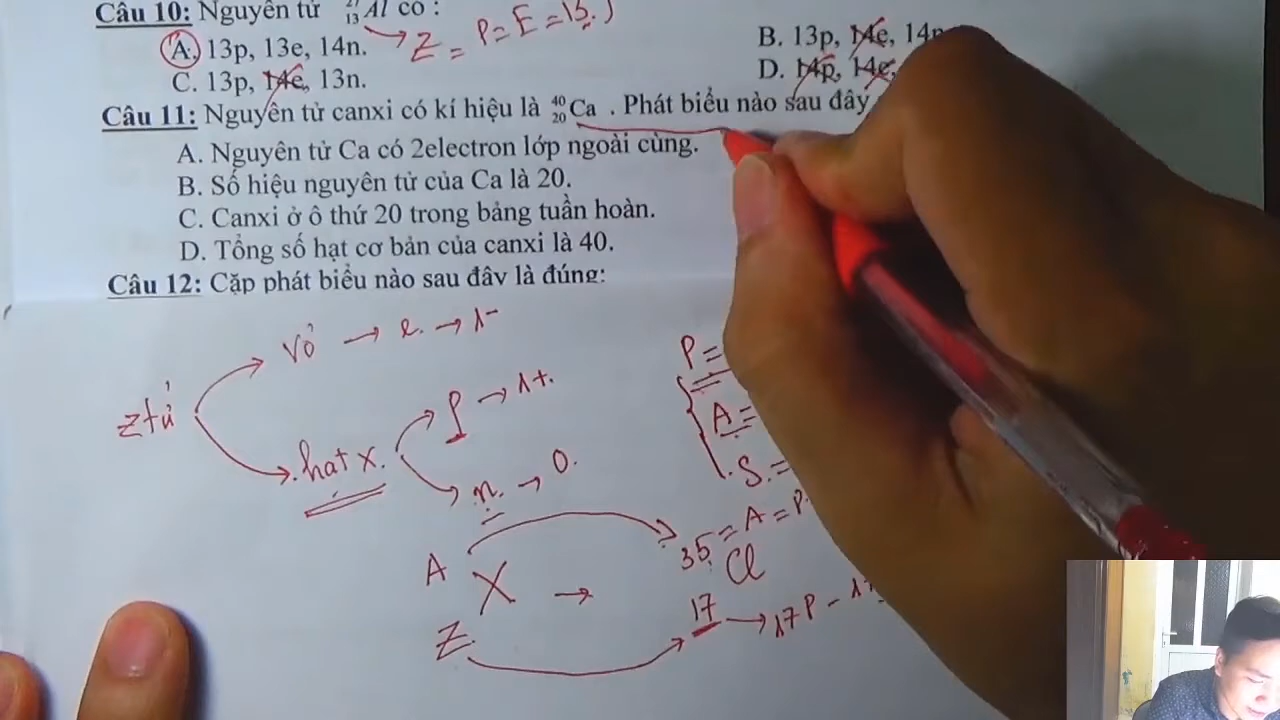 Câu 10: Nguyên tử ²⁷₁₃Al có :
→ Z = P = E = 13.
A. 13p, 13e, 14n.
B. 13p, 14e, 14n
C. 13p, 14e, 13n.
D. 14p, 14e,
Câu 11: Nguyên tử canxi có kí hiệu là ⁴⁰₂₀Ca . Phát biểu nào sau đây
A. Nguyên tử Ca có 2electron lớp ngoài cùng.
B. Số hiệu nguyên tử của Ca là 20.
C. Canxi ở ô thứ 20 trong bảng tuần hoàn.
D. Tổng số hạt cơ bản của canxi là 40.
Câu 12: Cặp phát biểu nào sau đây là đúng:
vỏ → e. → 1-
P =
ztử
p → 1+.
A =
hạt x.
n. → 0.
S. =
35 = A = P
A
X →
Cl
Z
17 → 17P -